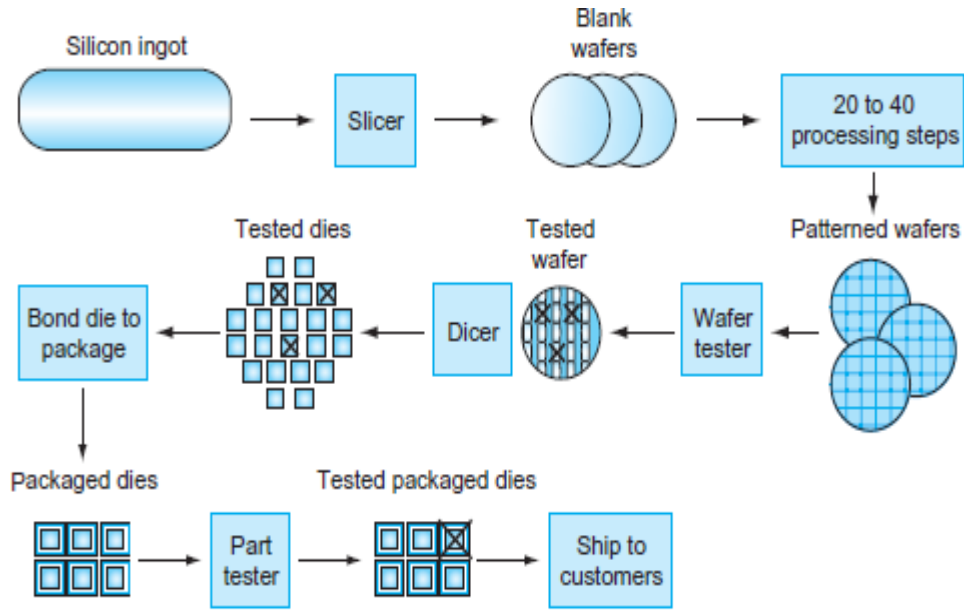 Silicon ingot
Slicer
Blank
wafers
20 to 40
processing steps
Patterned wafers
Wafer
tester
Tested
wafer
Dicer
Tested dies
Bond die to
package
Packaged dies
Part
tester
Tested packaged dies
Ship to
customers